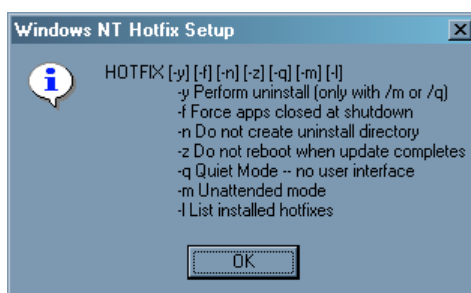 Windows NT Hotfix Setup
HOTFIX [-y] [-f] [-n] [-z] [-q] [-m] [-l]
-y Perform uninstall (only with /m or /q)
-f Force apps closed at shutdown
-n Do not create uninstall directory
-z Do not reboot when update completes
-q Quiet Mode -- no user interface
-m Unattended mode
-l List installed hotfixes
OK